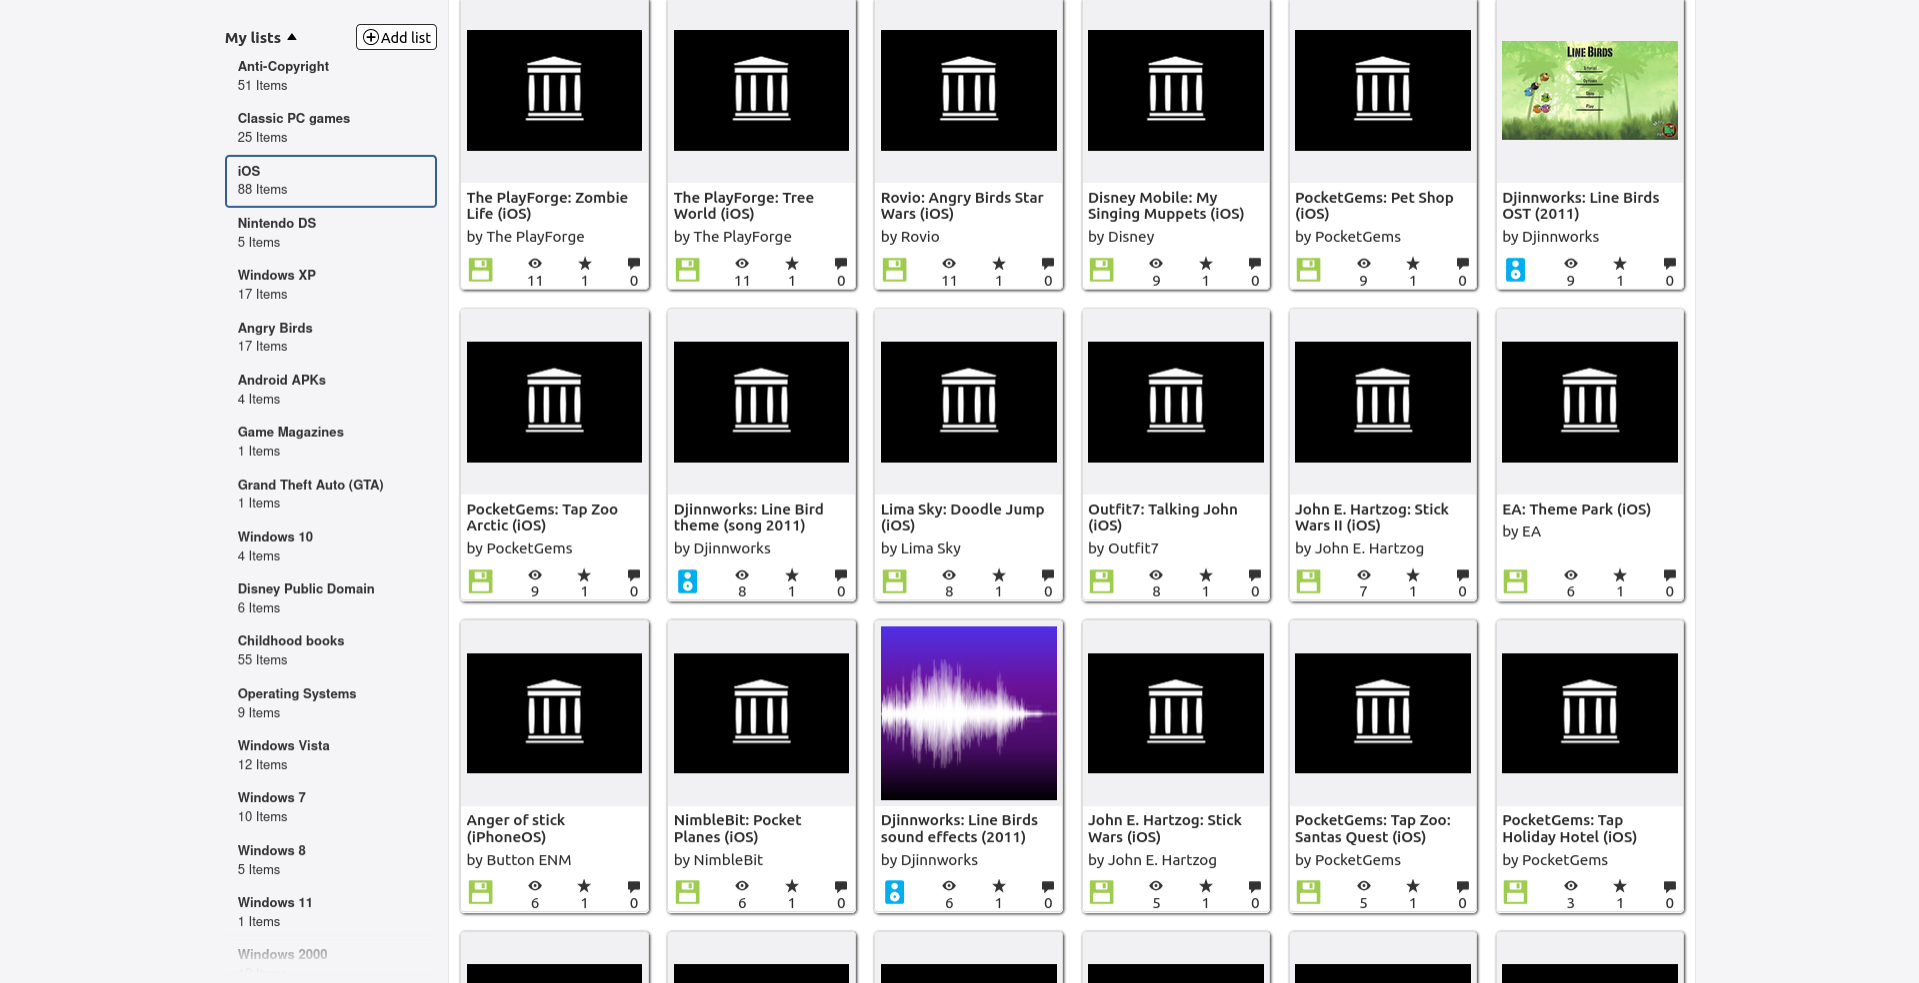 My lists
Add list
Anti-Copyright
51 Items
Classic PC games
25 Items
iOS
88 Items
Nintendo DS
5 Items
Windows XP
17 Items
Angry Birds
17 Items
Android APKs
4 Items
Game Magazines
1 Items
Grand Theft Auto (GTA)
1 Items
Windows 10
4 Items
Disney Public Domain
6 Items
Childhood books
55 Items
Operating Systems
9 Items
Windows Vista
12 Items
Windows 7
10 Items
Windows 8
5 Items
Windows 11
1 Items
Windows 2000
The PlayForge: Zombie
Life (iOS)
by The PlayForge
11 1 0
The PlayForge: Tree
World (iOS)
by The PlayForge
11 1 0
Rovio: Angry Birds Star
Wars (iOS)
by Rovio
11 1 0
Disney Mobile: My
Singing Muppets (iOS)
by Disney
9 1 0
PocketGems: Pet Shop
(iOS)
by PocketGems
9 1 0
LINE BIRDS
Djinnworks: Line Birds
OST (2011)
by Djinnworks
9 1 0
PocketGems: Tap Zoo
Arctic (iOS)
by PocketGems
9 1 0
Djinnworks: Line Bird
theme (song 2011)
by Djinnworks
8 1 0
Lima Sky: Doodle Jump
(iOS)
by Lima Sky
8 1 0
Outfit7: Talking John
(iOS)
by Outfit7
8 1 0
John E. Hartzog: Stick
Wars II (iOS)
by John E. Hartzog
7 1 0
EA: Theme Park (iOS)
by EA
6 1 0
Anger of stick
(iPhoneOS)
by Button ENM
6 1 0
NimbleBit: Pocket
Planes (iOS)
by NimbleBit
6 1 0
Djinnworks: Line Birds
sound effects (2011)
by Djinnworks
6 1 0
John E. Hartzog: Stick
Wars (iOS)
by John E. Hartzog
5 1 0
PocketGems: Tap Zoo:
Santas Quest (iOS)
by PocketGems
5 1 0
PocketGems: Tap
Holiday Hotel (iOS)
by PocketGems
3 1 0